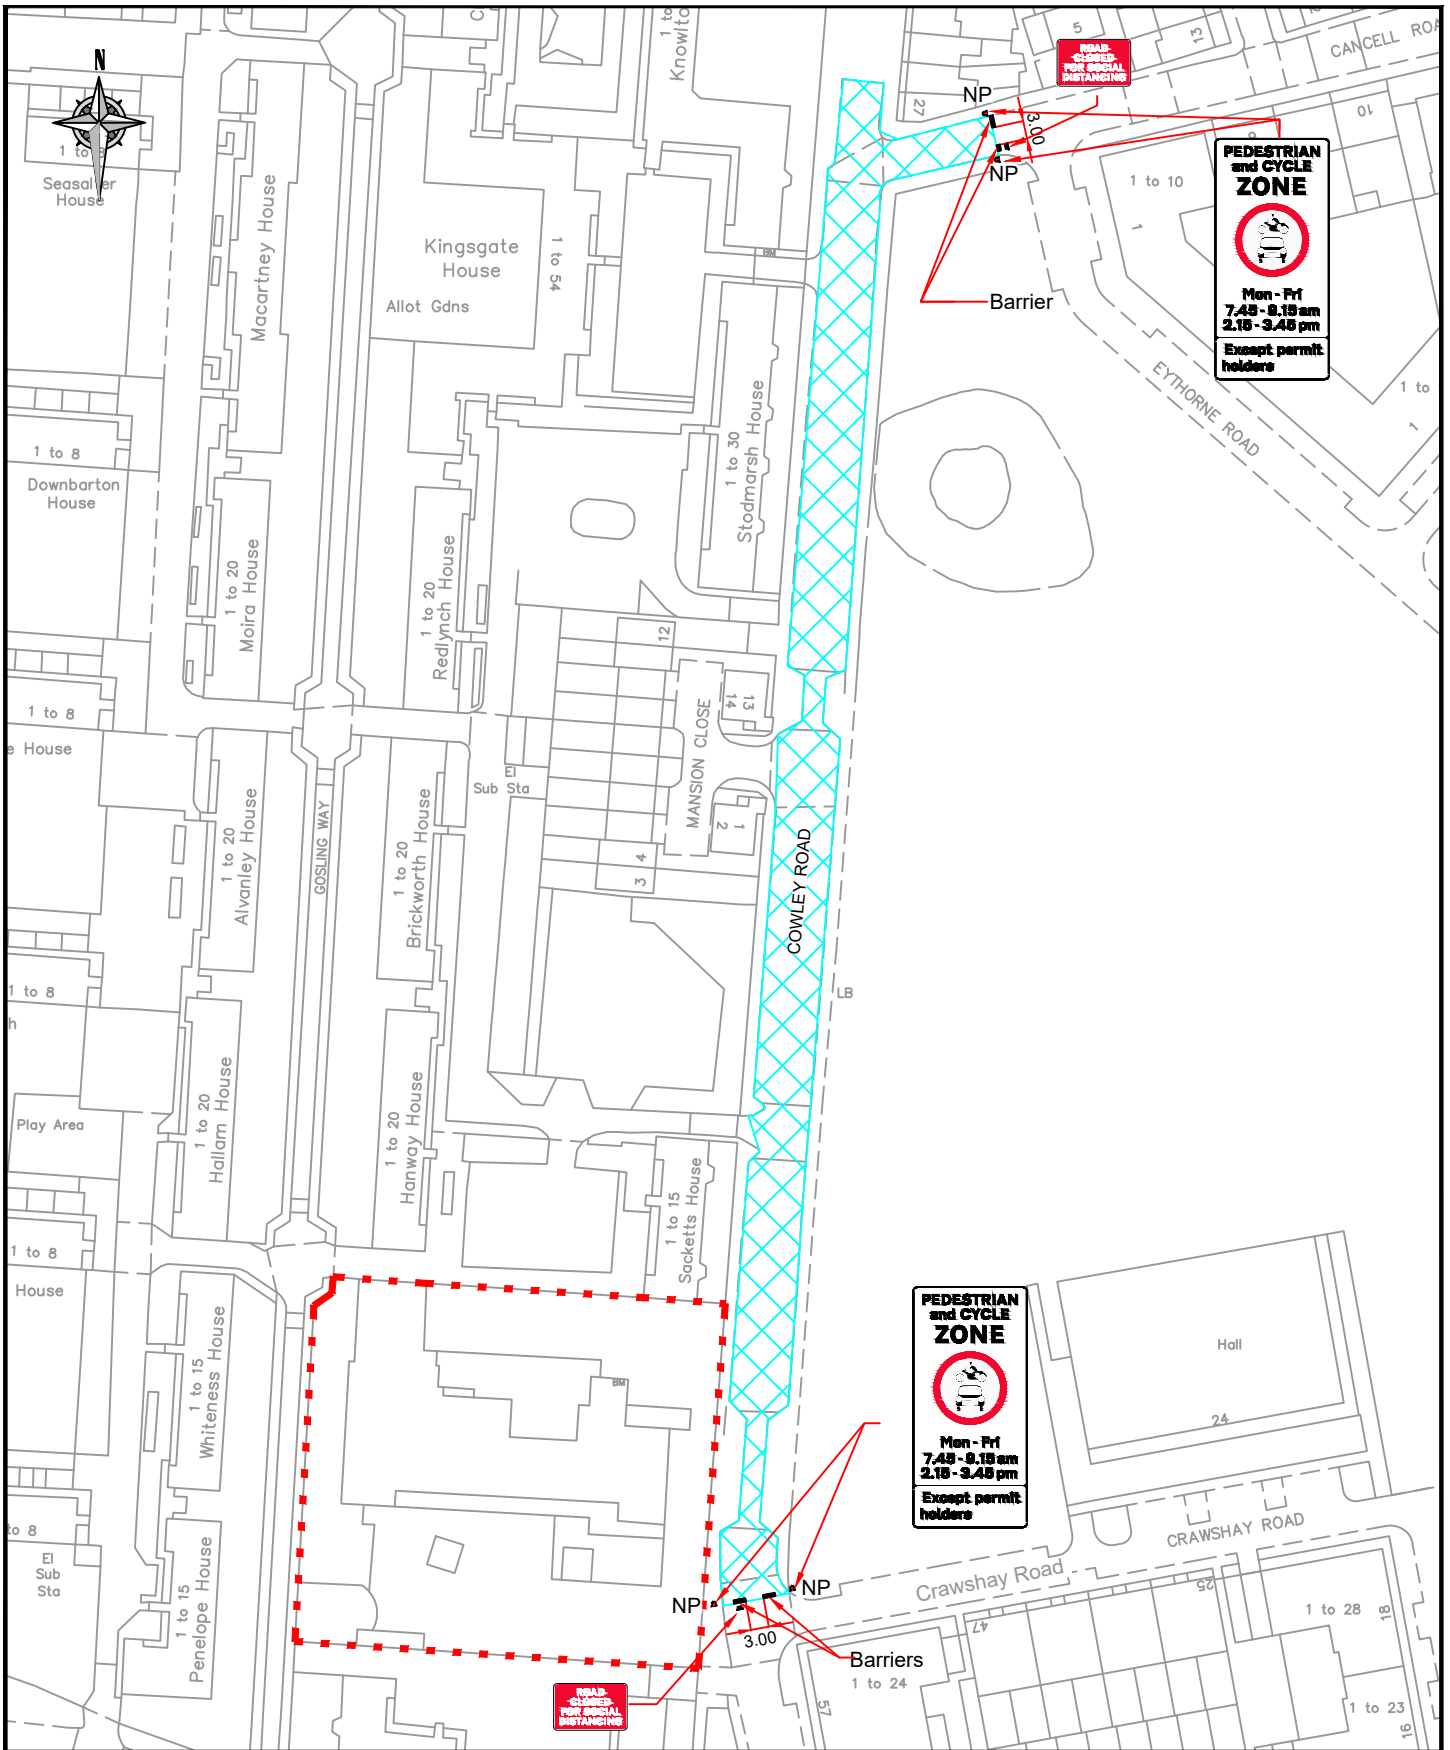 N
1 to 8
Seasalter
House
Macartney House
Kingsgate
House
Allot Gdns
1 to 54
1 to
Knowlto
27
NP
3.00
NP
ROAD
CLOSED
FOR SOCIAL
DISTANCING
5
13
CANCELL ROA
10
1 to 10
1
PEDESTRIAN
and CYCLE
ZONE
Mon - Fri
7.45 - 9.15 am
2.15 - 3.45 pm
Except permit
holders
BM
Barrier
EYTHORNE ROAD
1 to
1
1 to 8
Downbarton
House
1 to 30
Stodmarsh House
1 to 20
Moira House
1 to 20
Redlynch House
12
13
14
1 to 8
e House
MANSION CLOSE
El
Sub Sta
1
2
4
3
1 to 20
Alvanley House
GOSLING WAY
1 to 20
Brickworth House
COWLEY ROAD
LB
1 to 8
h
Play Area
1 to 20
Hallam House
1 to 20
Hanway House
1 to 15
Sacketts House
1 to 8
House
1 to 15
Whiteness House
BM
PEDESTRIAN
and CYCLE
ZONE
Mon - Fri
7.45 - 9.15 am
2.15 - 3.45 pm
Except permit
holders
Hall
24
CRAWSHAY ROAD
Crawshay Road
25
to 8
El
Sub
Sta
1 to 15
Penelope House
NP
NP
3.00
Barriers
47
1 to 28
18
1 to 24
57
1 to 23
16
ROAD
CLOSED
FOR SOCIAL
DISTANCING